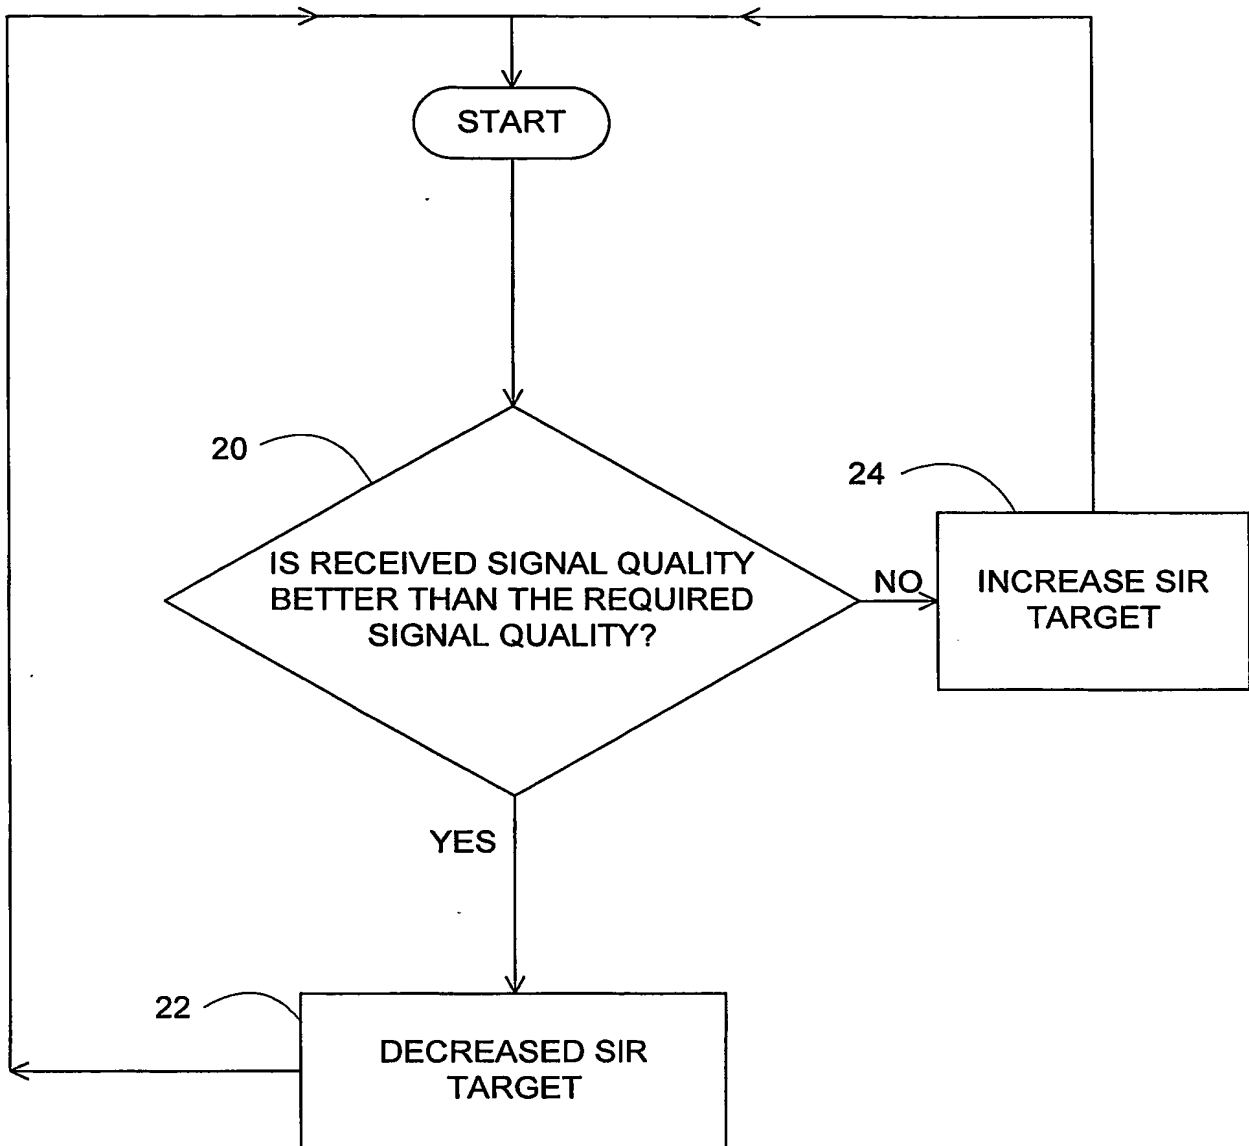 START
20
IS RECEIVED SIGNAL QUALITY
BETTER THAN THE REQUIRED
SIGNAL QUALITY?
NO
24
INCREASE SIR
TARGET
YES
22
DECREASED SIR
TARGET